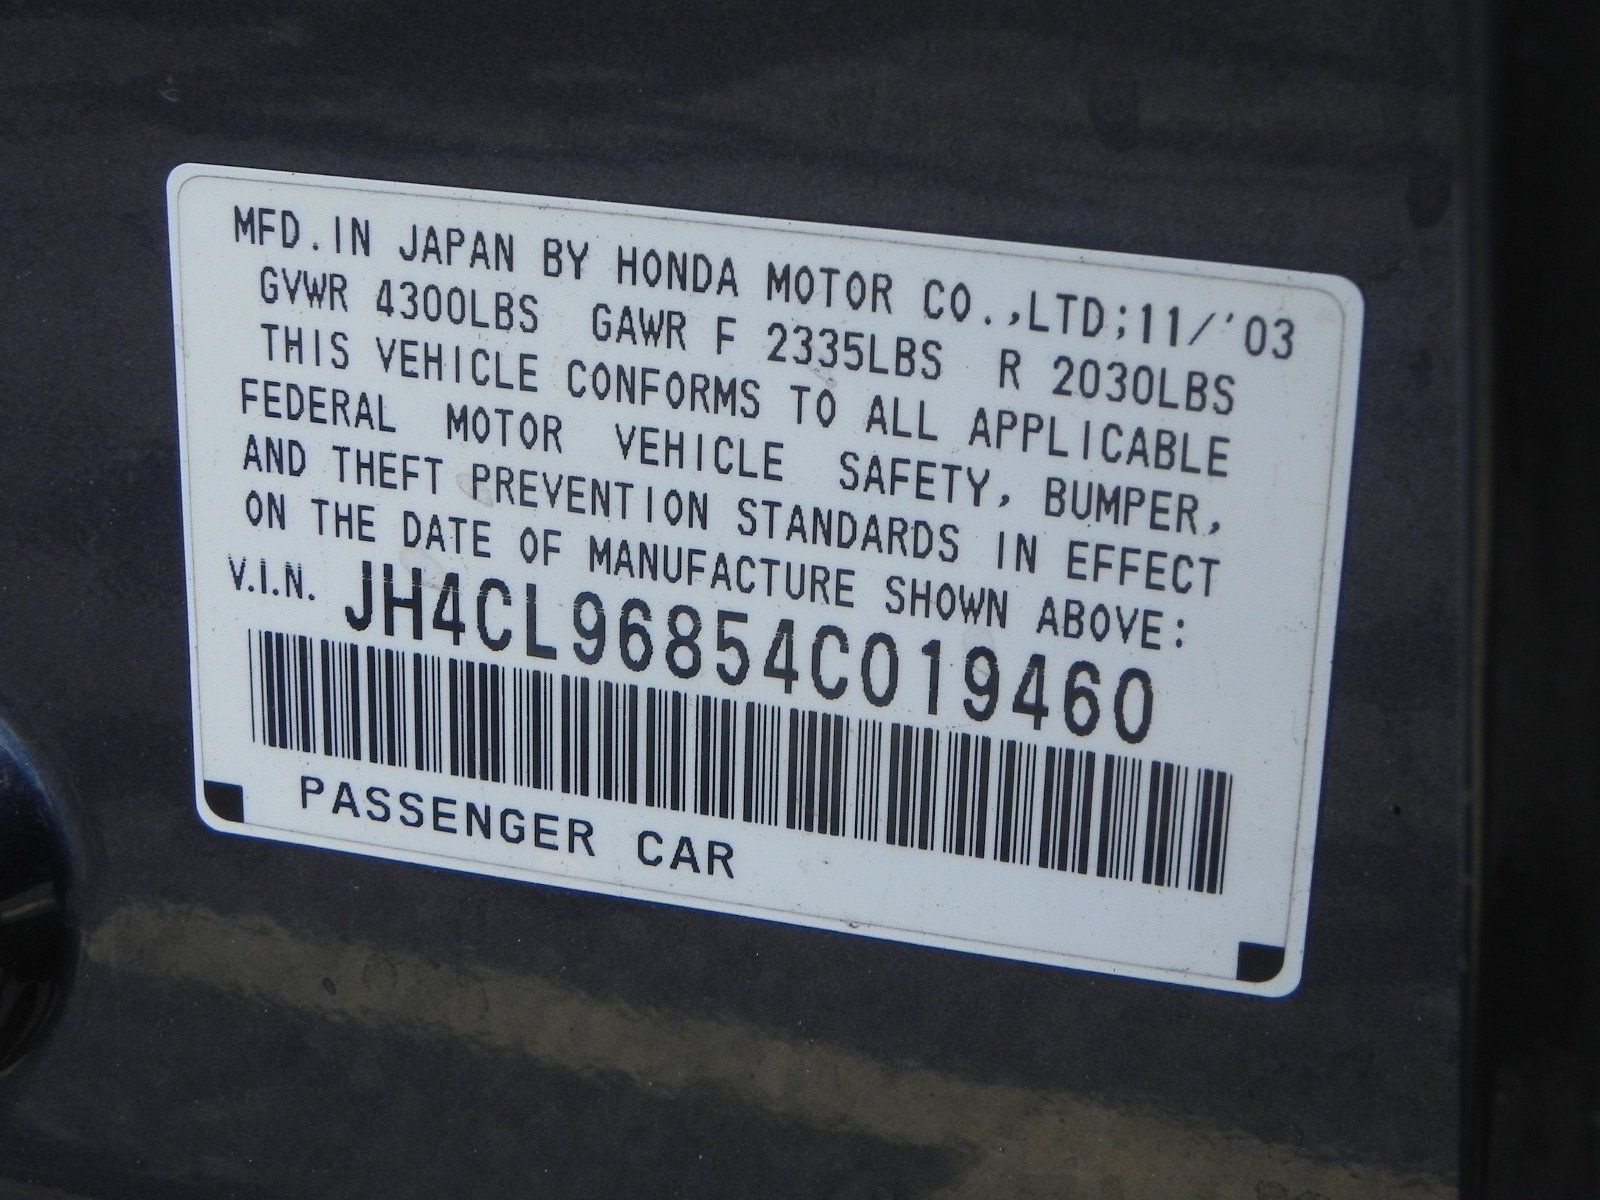 MFD. IN JAPAN BY HONDA MOTOR CO.,LTD;11/'03
GVWR 4300LBS GAWR F 2335LBS R 2030LBS
THIS VEHICLE CONFORMS TO ALL APPLICABLE
FEDERAL MOTOR VEHICLE SAFETY, BUMPER,
AND THEFT PREVENTION STANDARDS IN EFFECT
ON THE DATE OF MANUFACTURE SHOWN ABOVE:
V.I.N. JH4CL96854C019460
PASSENGER CAR